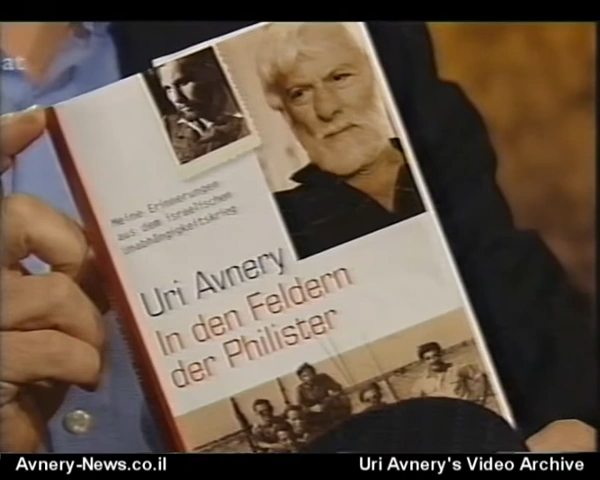 at
Meine Erinnerungen
aus dem israelischen
Unabhängigkeitskrieg
Uri Avnery
In den Feldern
der Philister
Avnery-News.co.il
Uri Avnery's Video Archive